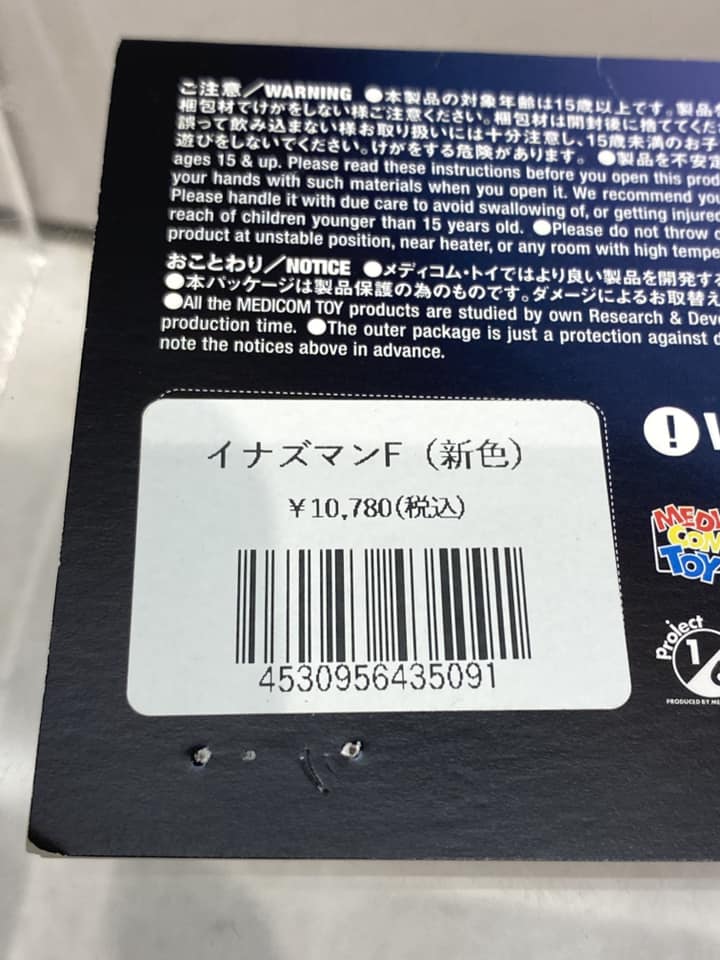 ご注意／WARNING ●本製品の対象年齢は15歳以上です。製品
梱包材でけがをしない様ご注意ください。梱包材は開封後に捨ててくだ
誤って飲み込まない様お取り扱いには十分注意し、15歳未満のお子
遊びをしないでください。けがをする危険があります。 ●製品を不安定
ages 15 & up. Please read these instructions before you open this prod
your hands with such materials when you open it. We recommend you
Please handle it with due care to avoid swallowing of, or getting injured
reach of children younger than 15 years old. ●Please do not throw
product at unstable position, near heater, or any room with high tempe
おことわり／NOTICE ●メディコム・トイではより良い製品を開発す
●本パッケージは製品保護の為のものです。ダメージによるお取替え
●All the MEDICOM TOY products are studied by own Research & Deve
production time. ●The outer package is just a protection against d
note the notices above in advance.
イナズマンF（新色）
￥10,780(税込)
4530956435091
MEDI
COM
TOY
Project
1/6
PRODUCED BY ME